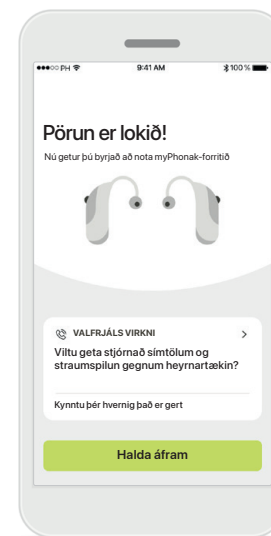 ●●●○○ PH 9:41 AM 100 %
Pörun er lokið!
Nú getur þú byrjað að nota myPhonak-forritið
VALFRJÁLS VIRKNI
Viltu geta stjórnað símtölum og
straumspilun gegnum heyrnartækin?
Kynntu þér hvernig það er gert
Halda áfram